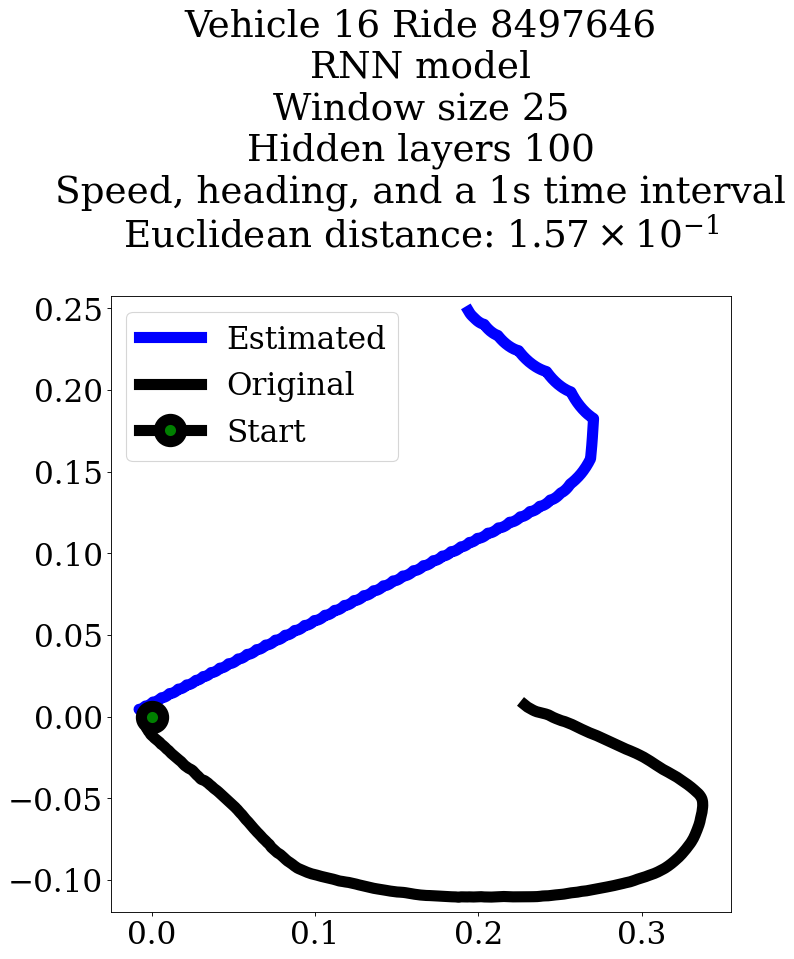 Vehicle 16 Ride 8497646
RNN model
Window size 25
Hidden layers 100
Speed, heading, and a 1s time interval
Euclidean distance: 1.57 × 10⁻¹
Estimated
Original
Start
0.25
0.20
0.15
0.10
0.05
0.00
−0.05
−0.10
0.0 0.1 0.2 0.3